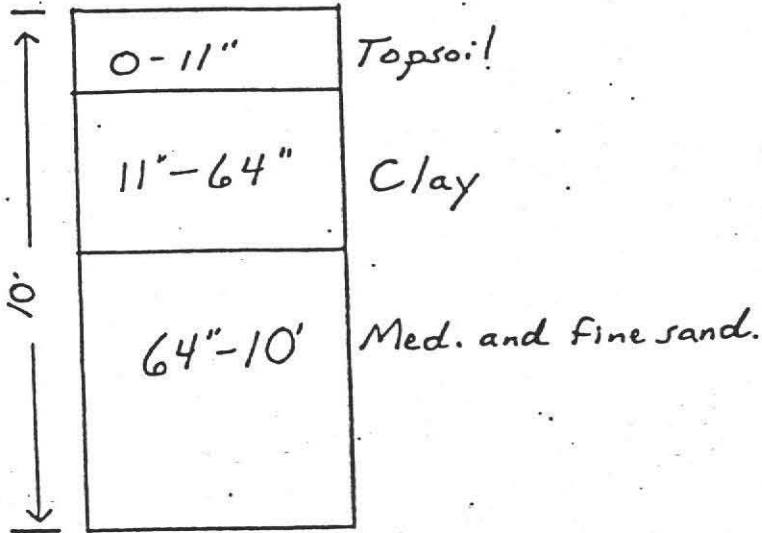 0-11" Topsoil
11"-64" Clay
10'
64"-10' Med. and fine sand.